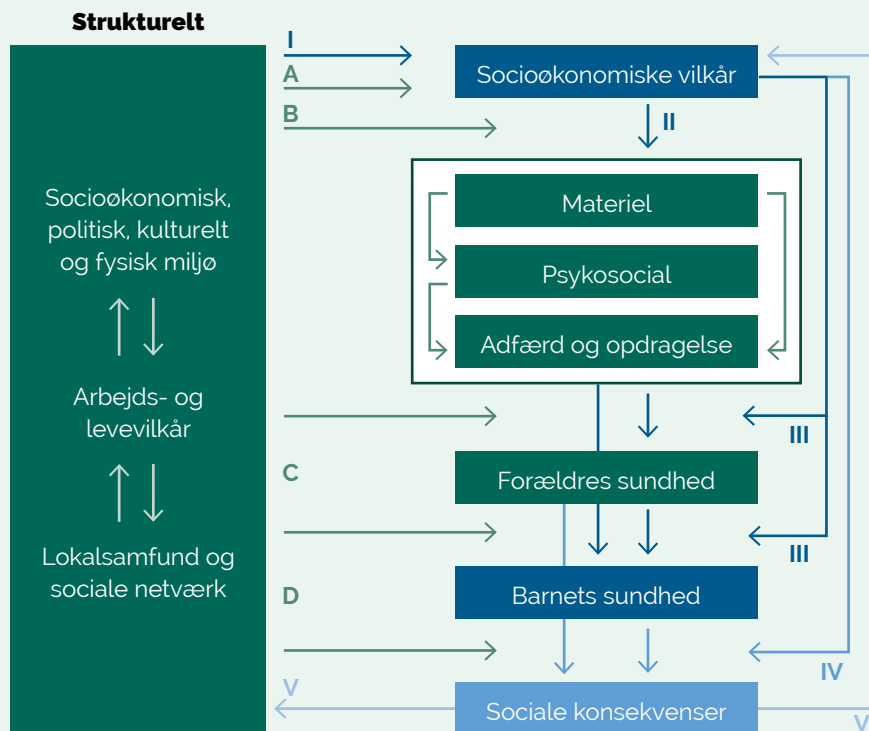 Strukturelt
Socioøkonomisk,
politisk, kulturelt
og fysisk miljø
Arbejds- og
levevilkår
Lokalsamfund og
sociale netværk
I
A
B
C
D
V
Socioøkonomiske vilkår
II
Materiel
Psykosocial
Adfærd og opdragelse
III
Forældres sundhed
III
Barnets sundhed
IV
Sociale konsekvenser
V